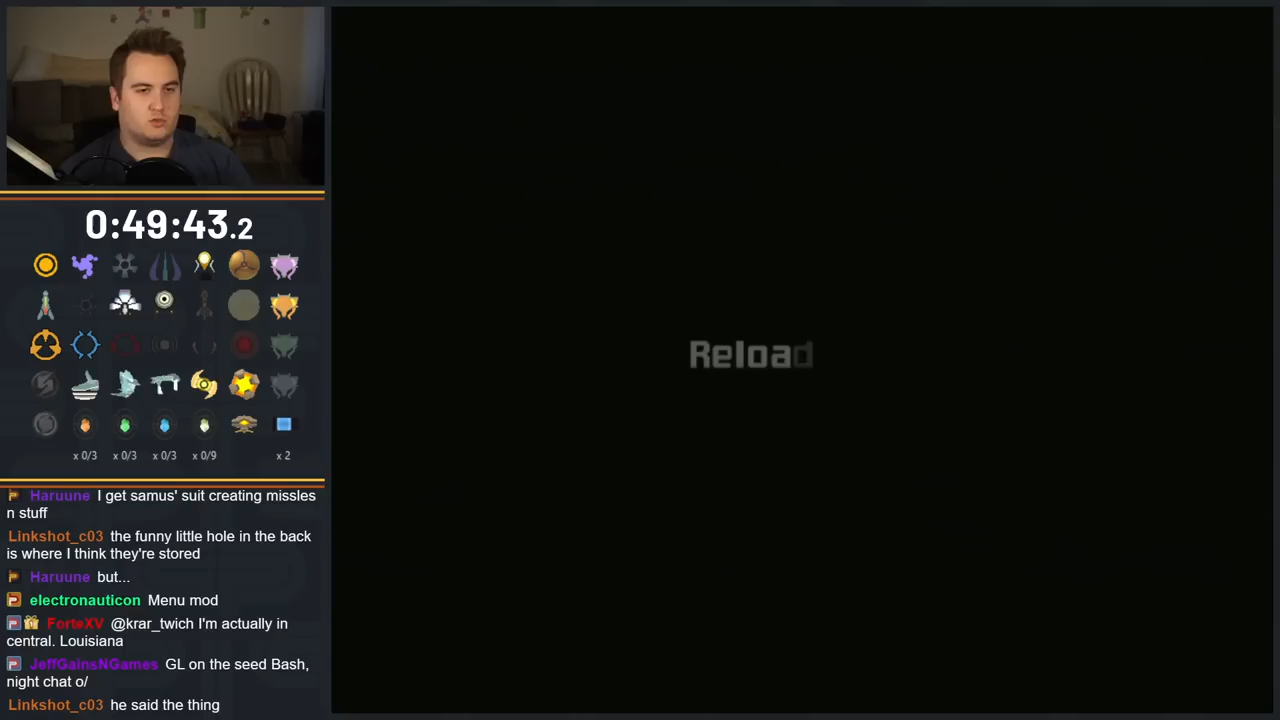 0:49:43.2
x 0/3 x 0/3 x 0/3 x 0/9 x 2
Haruune I get samus' suit creating missles
n stuff
Linkshot_c03 the funny little hole in the back
is where I think they're stored
Haruune but...
electronauticon Menu mod
ForteXV @krar_twich I'm actually in
central. Louisiana
JeffGainsNGames GL on the seed Bash,
night chat o/
Linkshot_c03 he said the thing
Reload